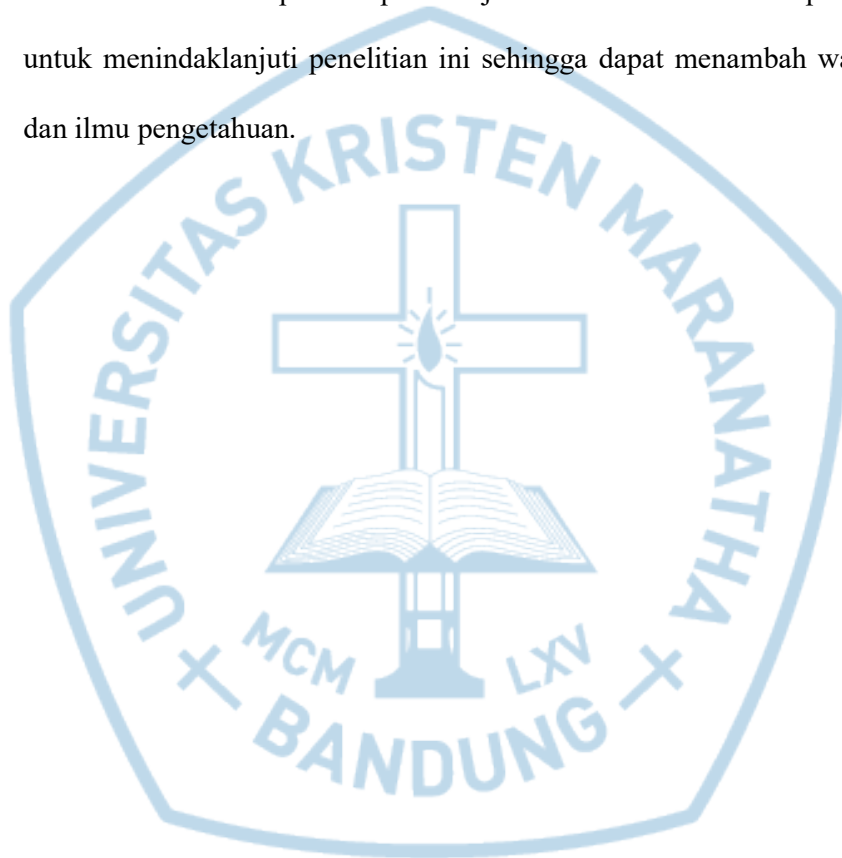 untuk menindaklanjuti penelitian ini sehingga dapat menambah
dan ilmu pengetahuan.
UNIVERSITAS KRISTEN MARANATHA
MCM LXV
BANDUNG